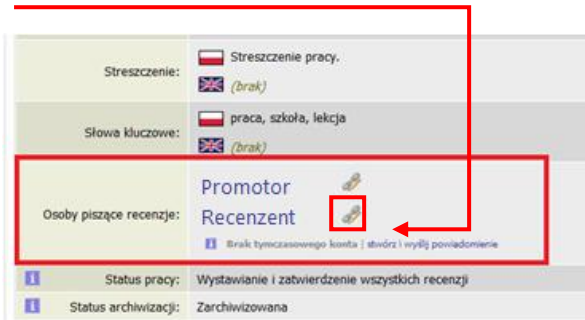 Streszczenie: Streszczenie pracy.
(brak)
Słowa kluczowe: praca, szkoła, lekcja
(brak)
Osoby piszące recenzje: Promotor
Recenzent
Brak tymczasowego konta | stwórz i wyślij powiadomienie
Status pracy: Wystawianie i zatwierdzenie wszystkich recenzji
Status archiwizacji: Zarchiwizowana